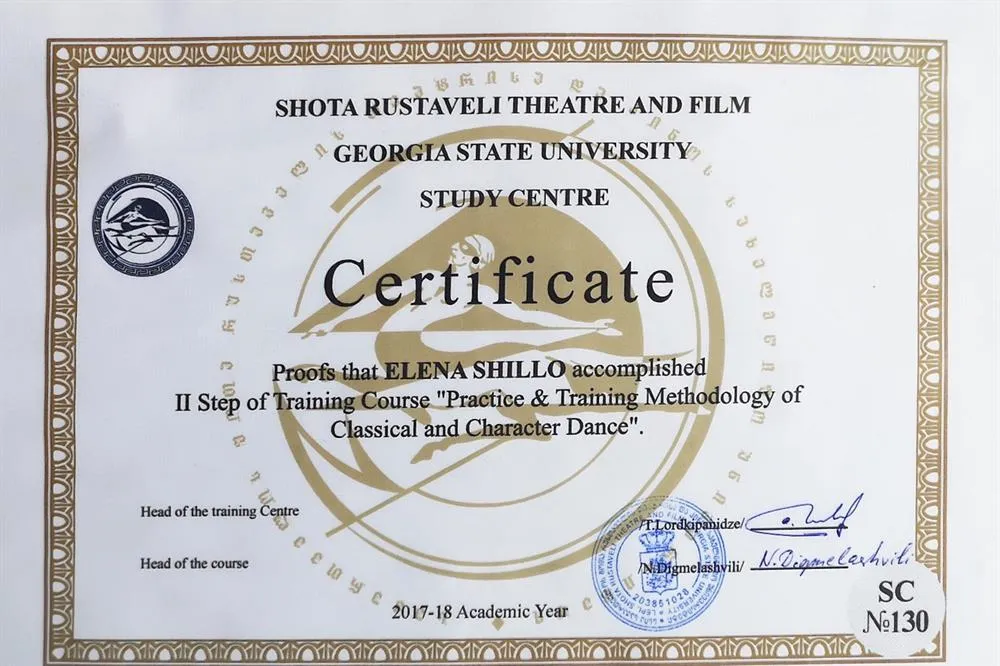 SHOTA RUSTAVELI THEATRE AND FILM
GEORGIA STATE UNIVERSITY
STUDY CENTRE
Certificate
Proofs that ELENA SHILLO accomplished
II Step of Training Course "Practice & Training Methodology of
Classical and Character Dance".
Head of the training Centre
/T.Lordkipanidze/
Head of the course
/N.Digmelashvili/ N.Digmelashvili
203851028
2017-18 Academic Year
SC
№130